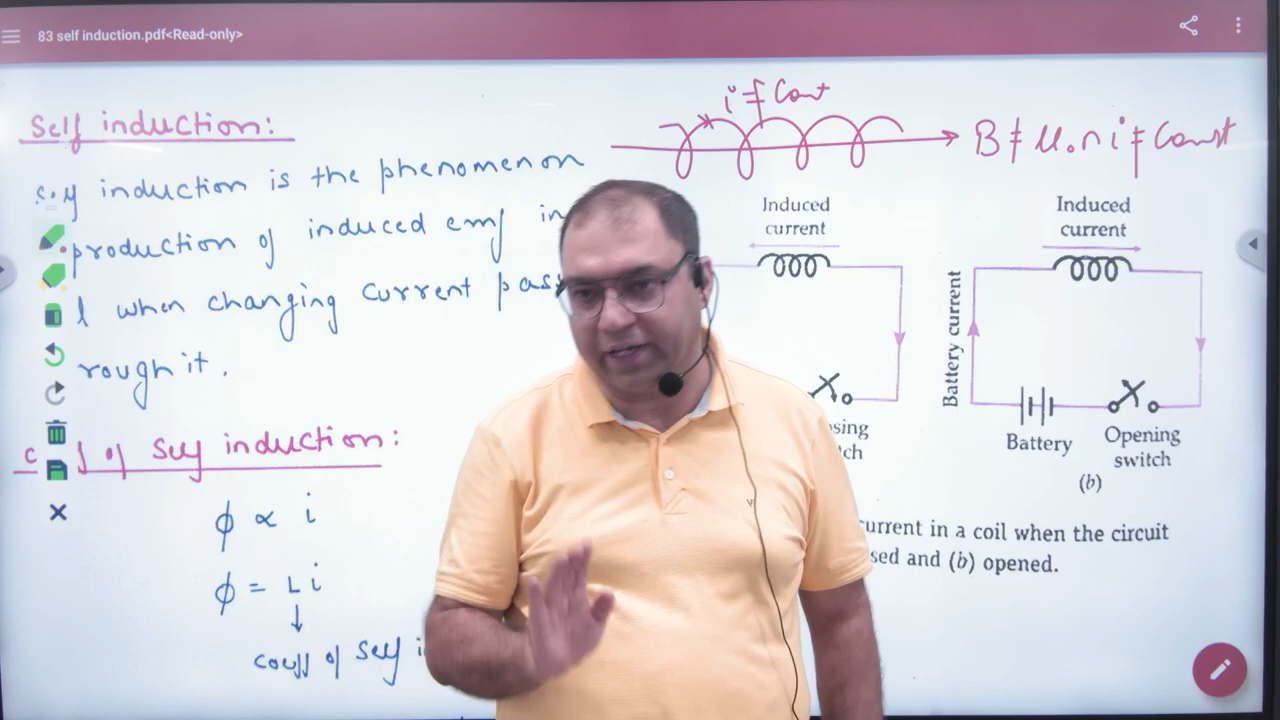 83 self induction.pdf<Read-only>
Self induction:
induction is the phenomenon
production of induced emf in
l when changing current pass
rough it.
of Self induction:
ϕ ∝ i
ϕ = Li
↓
coeff of Self i
i ≠ Const
B ≠ μ₀ni ≠ Const
Induced
current
osing
tch
Induced
current
Battery current
Battery
Opening
switch
(b)
current in a coil when the circuit
sed and (b) opened.